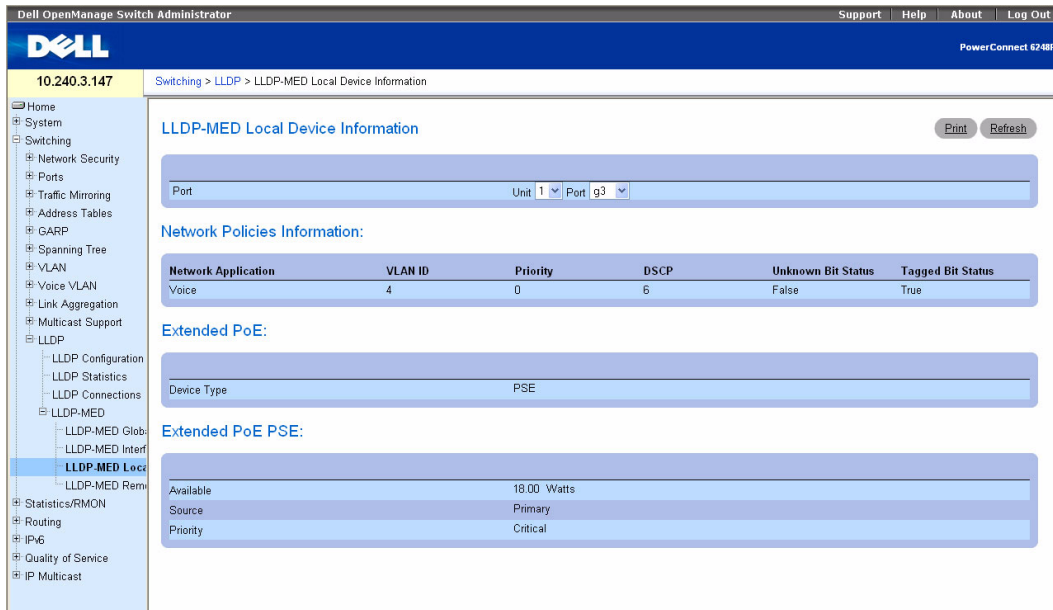 Dell OpenManage Switch Administrator
Support Help About Log Out
DELL
PowerConnect 6248P
10.240.3.147
Switching > LLDP > LLDP-MED Local Device Information
Home
System
Switching
Network Security
Ports
Traffic Mirroring
Address Tables
GARP
Spanning Tree
VLAN
Voice VLAN
Link Aggregation
Multicast Support
LLDP
LLDP Configuration
LLDP Statistics
LLDP Connections
LLDP-MED
LLDP-MED Glob
LLDP-MED Interf
LLDP-MED Loca
LLDP-MED Rem
Statistics/RMON
Routing
IPv6
Quality of Service
IP Multicast
LLDP-MED Local Device Information
Print Refresh
Port Unit 1 Port g3
Network Policies Information:
Network Application VLAN ID Priority DSCP Unknown Bit Status Tagged Bit Status
Voice 4 0 6 False True
Extended PoE:
Device Type PSE
Extended PoE PSE:
Available 18.00 Watts
Source Primary
Priority Critical